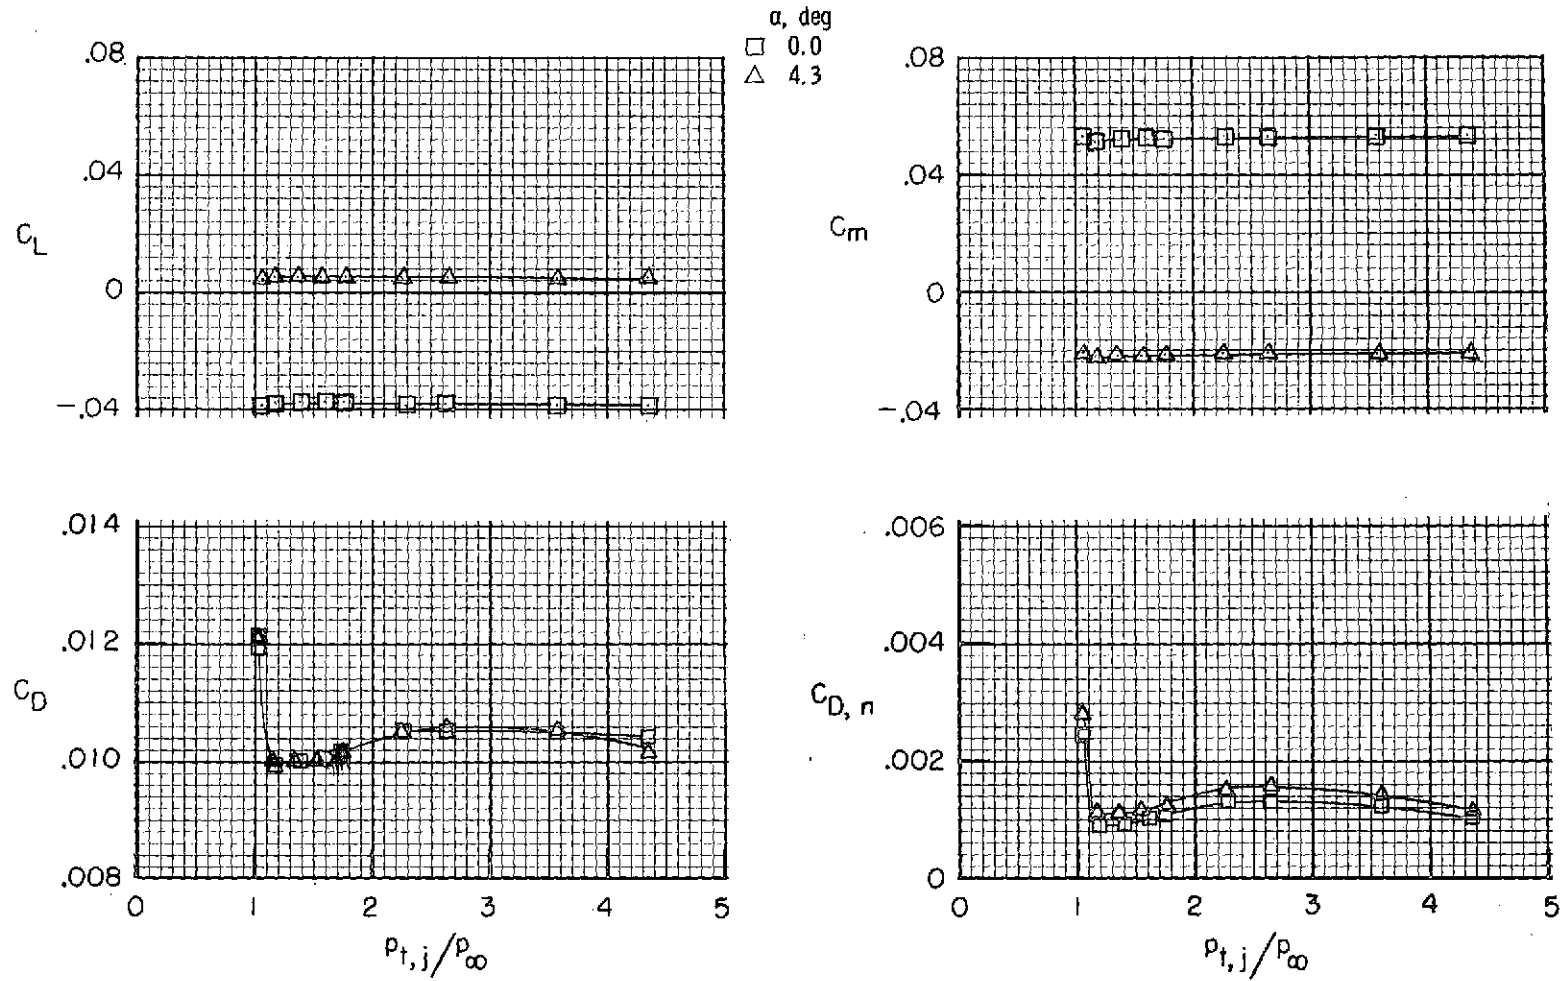 α, deg
□ 0.0
△ 4.3
.08
.04
C_L
0
-.04
.08
.04
C_m
0
-.04
.014
.012
C_D
.010
.008
0 1 2 3 4 5
p_t,j/p_∞
.006
.004
C_D,n
.002
0
0 1 2 3 4 5
p_t,j/p_∞